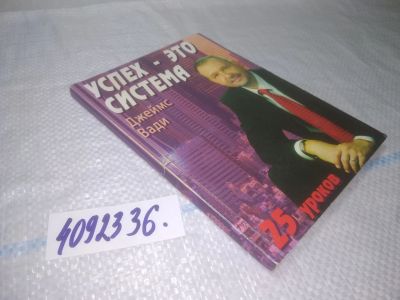 УСПЕХ - ЭТО
СИСТЕМА
Джеймс
Вади
25 уроков
4092336.